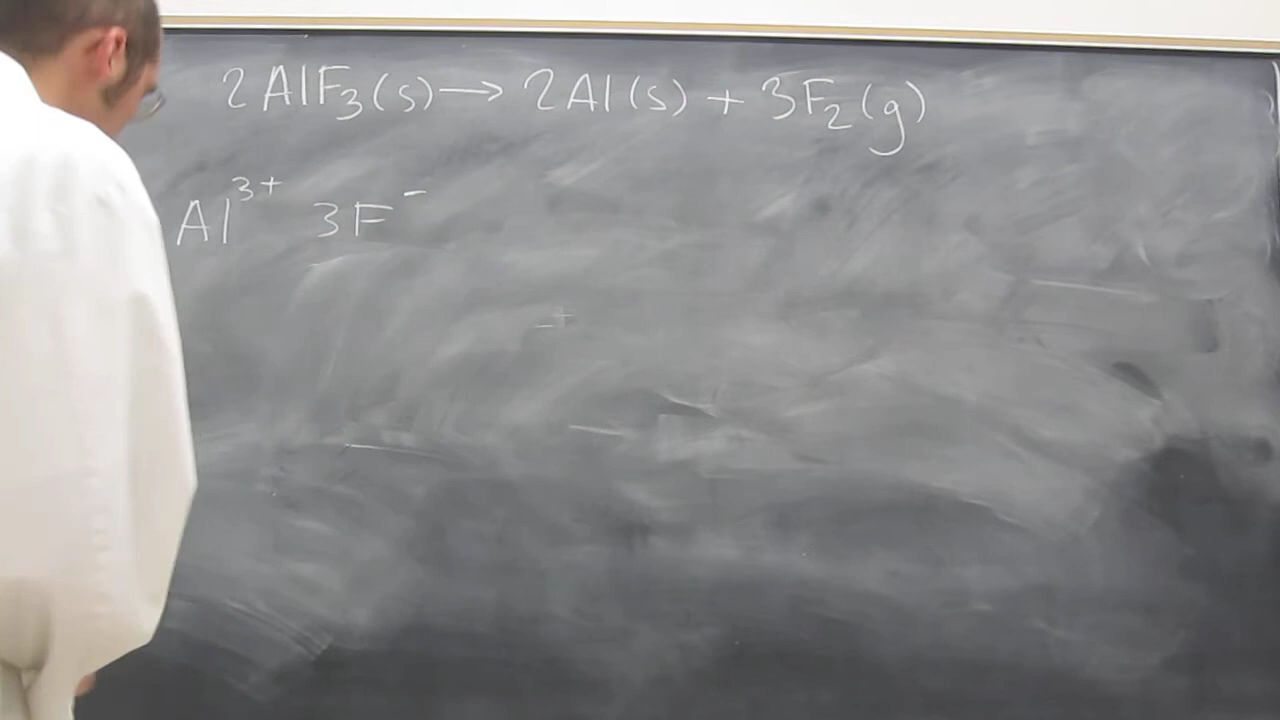 2AlF₃(s) → 2Al(s) + 3F₂(g)
Al³⁺ 3F⁻